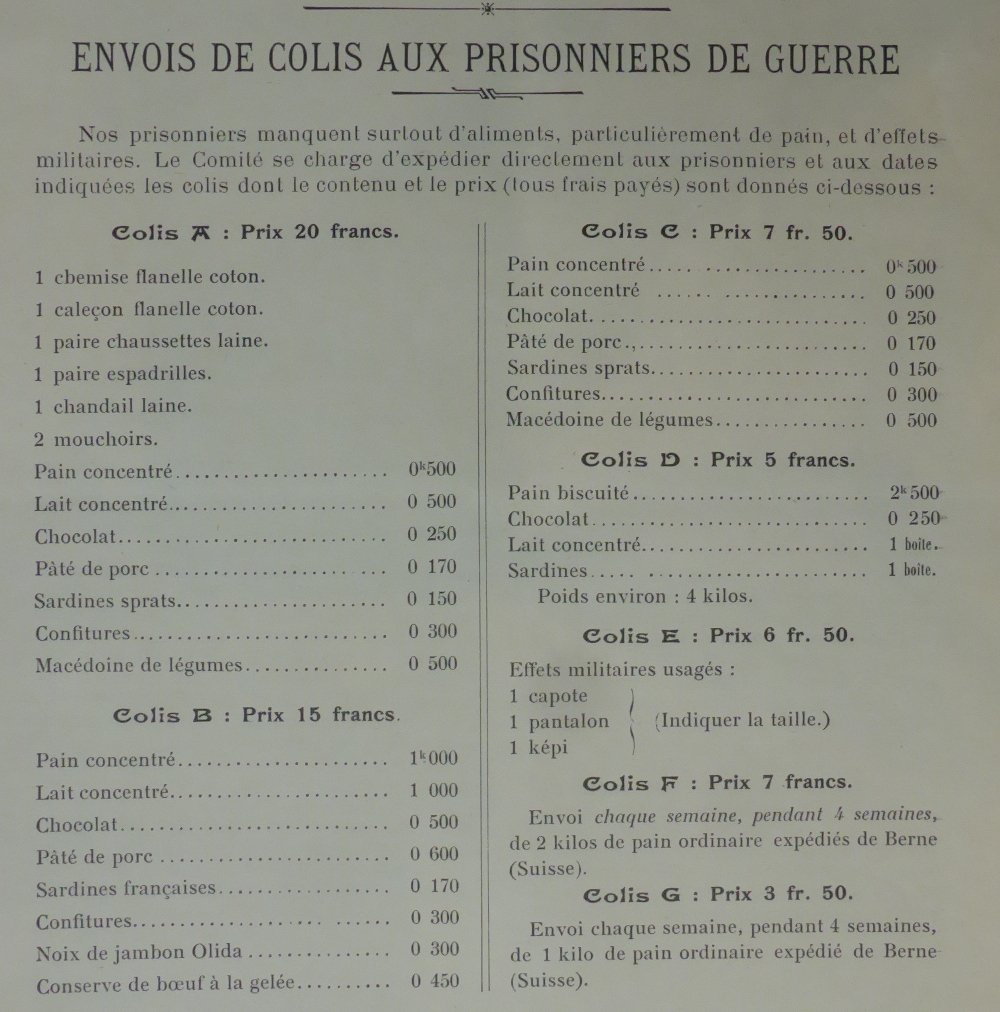 ENVOIS DE COLIS AUX PRISONNIERS DE GUERRE
Nos prisonniers manquent surtout d'aliments, particulièrement de pain, et d'effets
militaires. Le Comité se charge d'expédier directement aux prisonniers et aux dates
indiquées les colis dont le contenu et le prix (tous frais payés) sont donnés ci-dessous :
Colis A : Prix 20 francs.
1 chemise flanelle coton.
1 caleçon flanelle coton.
1 paire chaussettes laine.
1 paire espadrilles.
1 chandail laine.
2 mouchoirs.
Pain concentré...................... 0k500
Lait concentré....................... 0 500
Chocolat............................ 0 250
Pâté de porc ........................ 0 170
Sardines sprats...................... 0 150
Confitures.......................... 0 300
Macédoine de légumes............... 0 500
Colis B : Prix 15 francs.
Pain concentré...................... 1k000
Lait concentré....................... 1 000
Chocolat............................ 0 500
Pâté de porc ........................ 0 600
Sardines françaises.................. 0 170
Confitures.......................... 0 300
Noix de jambon Olida ............... 0 300
Conserve de bœuf à la gelée.......... 0 450
Colis C : Prix 7 fr. 50.
Pain concentré..... ................. 0k500
Lait concentré ...... ............... 0 500
Chocolat............................. 0 250
Pâté de porc.,........................ 0 170
Sardines sprats....................... 0 150
Confitures............................ 0 300
Macédoine de légumes................ 0 500
Colis D : Prix 5 francs.
Pain biscuité......................... 2k500
Chocolat............................. 0 250
Lait concentré........................ 1 boite.
Sardines..... ....................... 1 boite.
Poids environ : 4 kilos.
Colis E : Prix 6 fr. 50.
Effets militaires usagés :
1 capote
1 pantalon (Indiquer la taille.)
1 képi
Colis F : Prix 7 francs.
Envoi chaque semaine, pendant 4 semaines,
de 2 kilos de pain ordinaire expédiés de Berne
(Suisse).
Colis G : Prix 3 fr. 50.
Envoi chaque semaine, pendant 4 semaines,
de 1 kilo de pain ordinaire expédié de Berne
(Suisse).